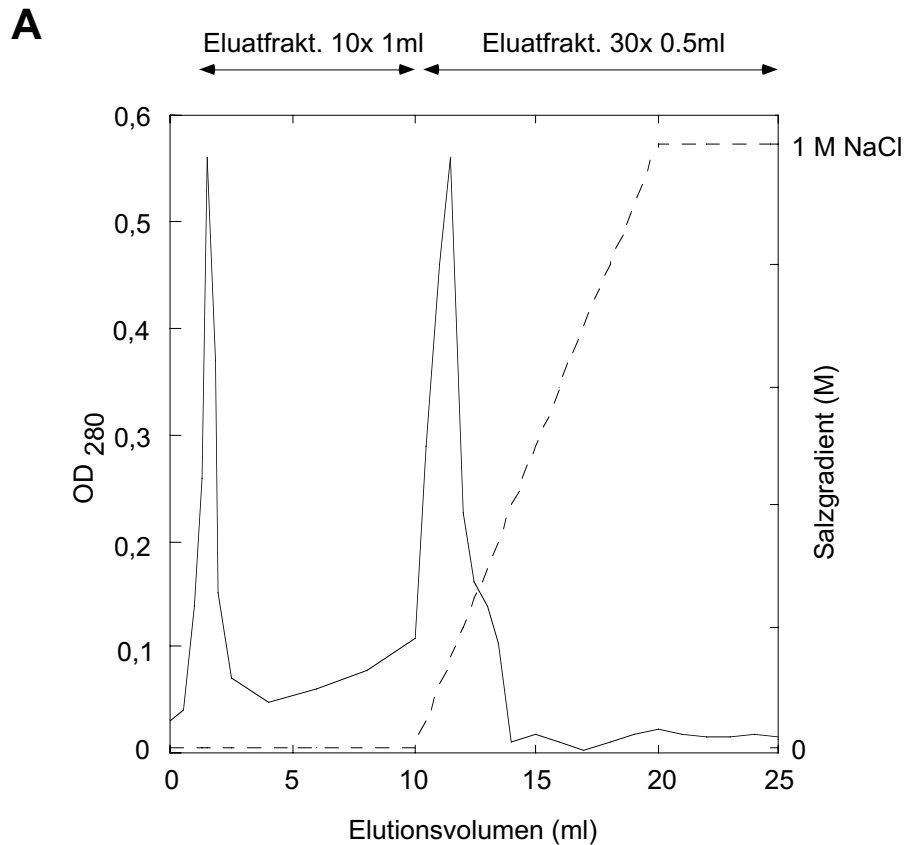 A
Eluatfrakt. 10x 1ml
Eluatfrakt. 30x 0.5ml
0,6
0,5
0,4
0,3
0,2
0,1
0
OD 280
1 M NaCl
0
Salzgradient (M)
0 5 10 15 20 25
Elutionsvolumen (ml)